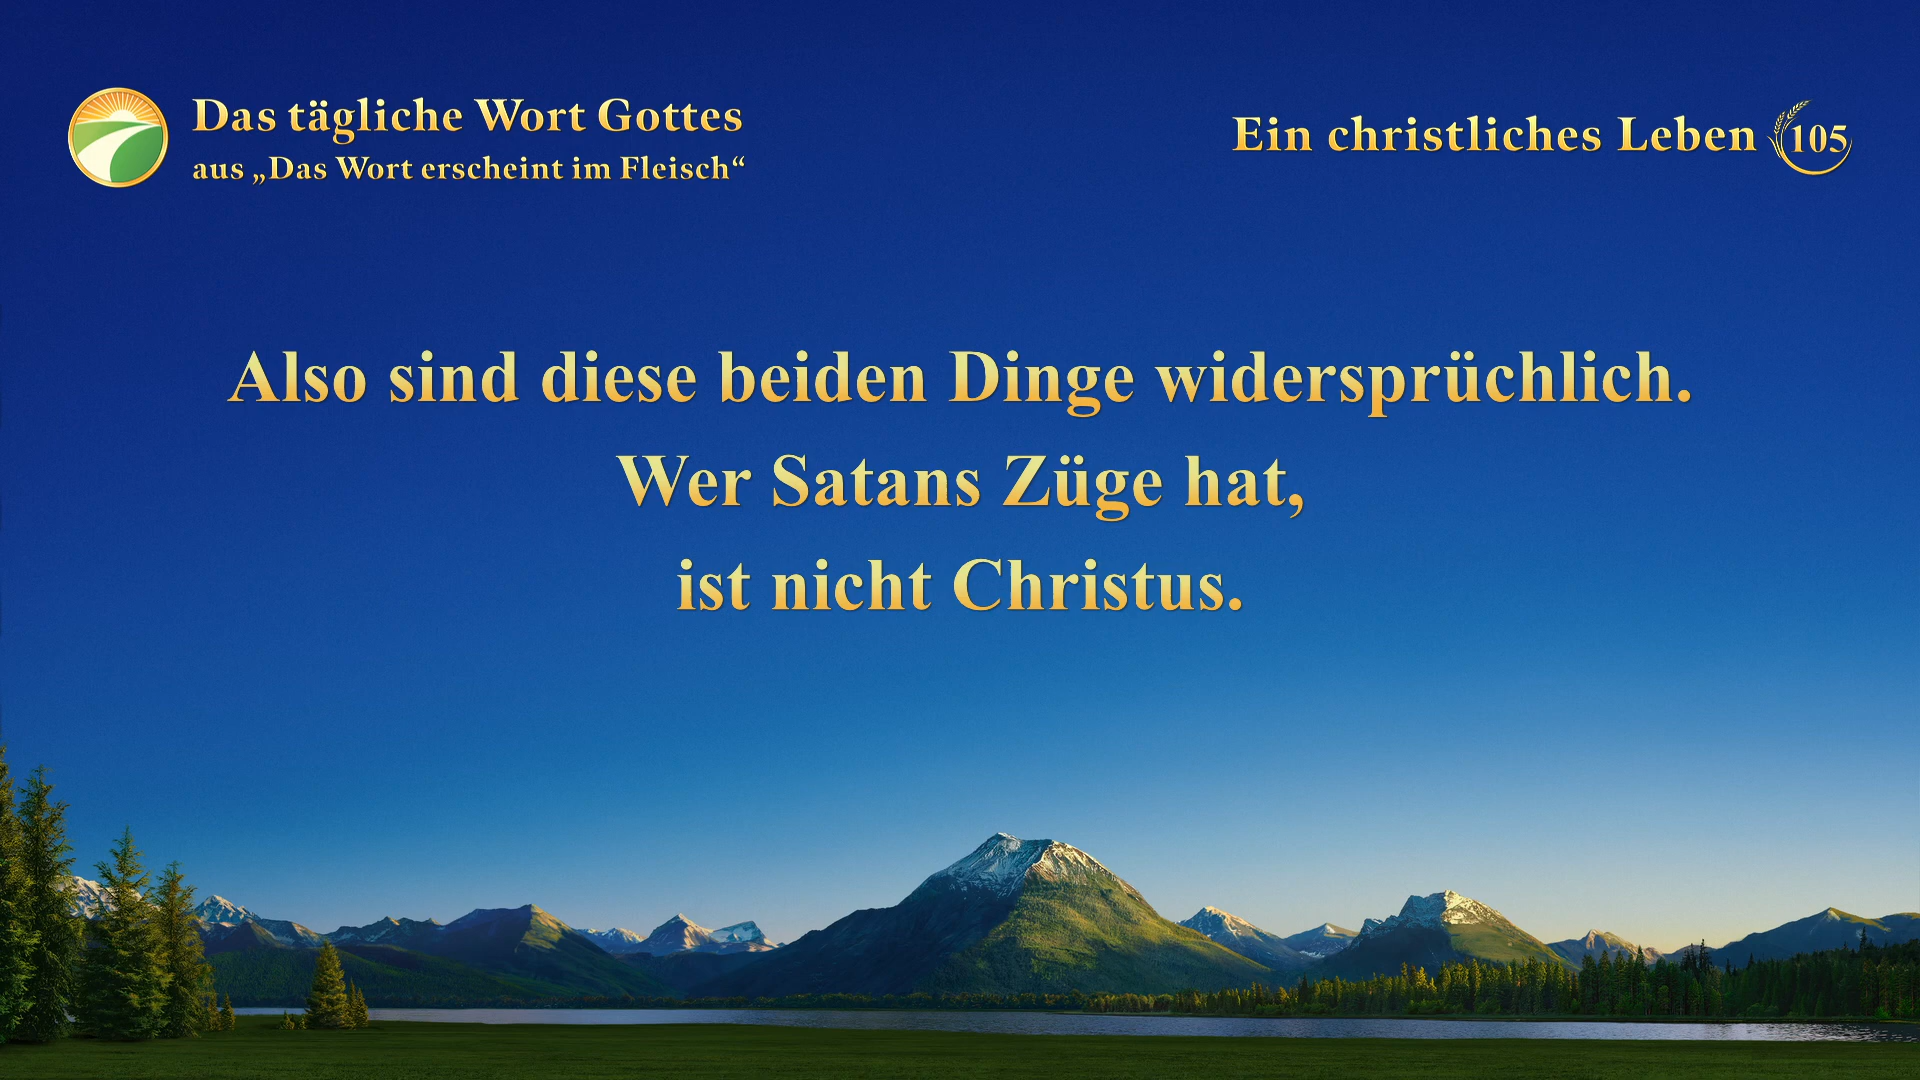 Das tägliche Wort Gottes
aus „Das Wort erscheint im Fleisch“
Ein christliches Leben 105
Also sind diese beiden Dinge widersprüchlich.
Wer Satans Züge hat,
ist nicht Christus.